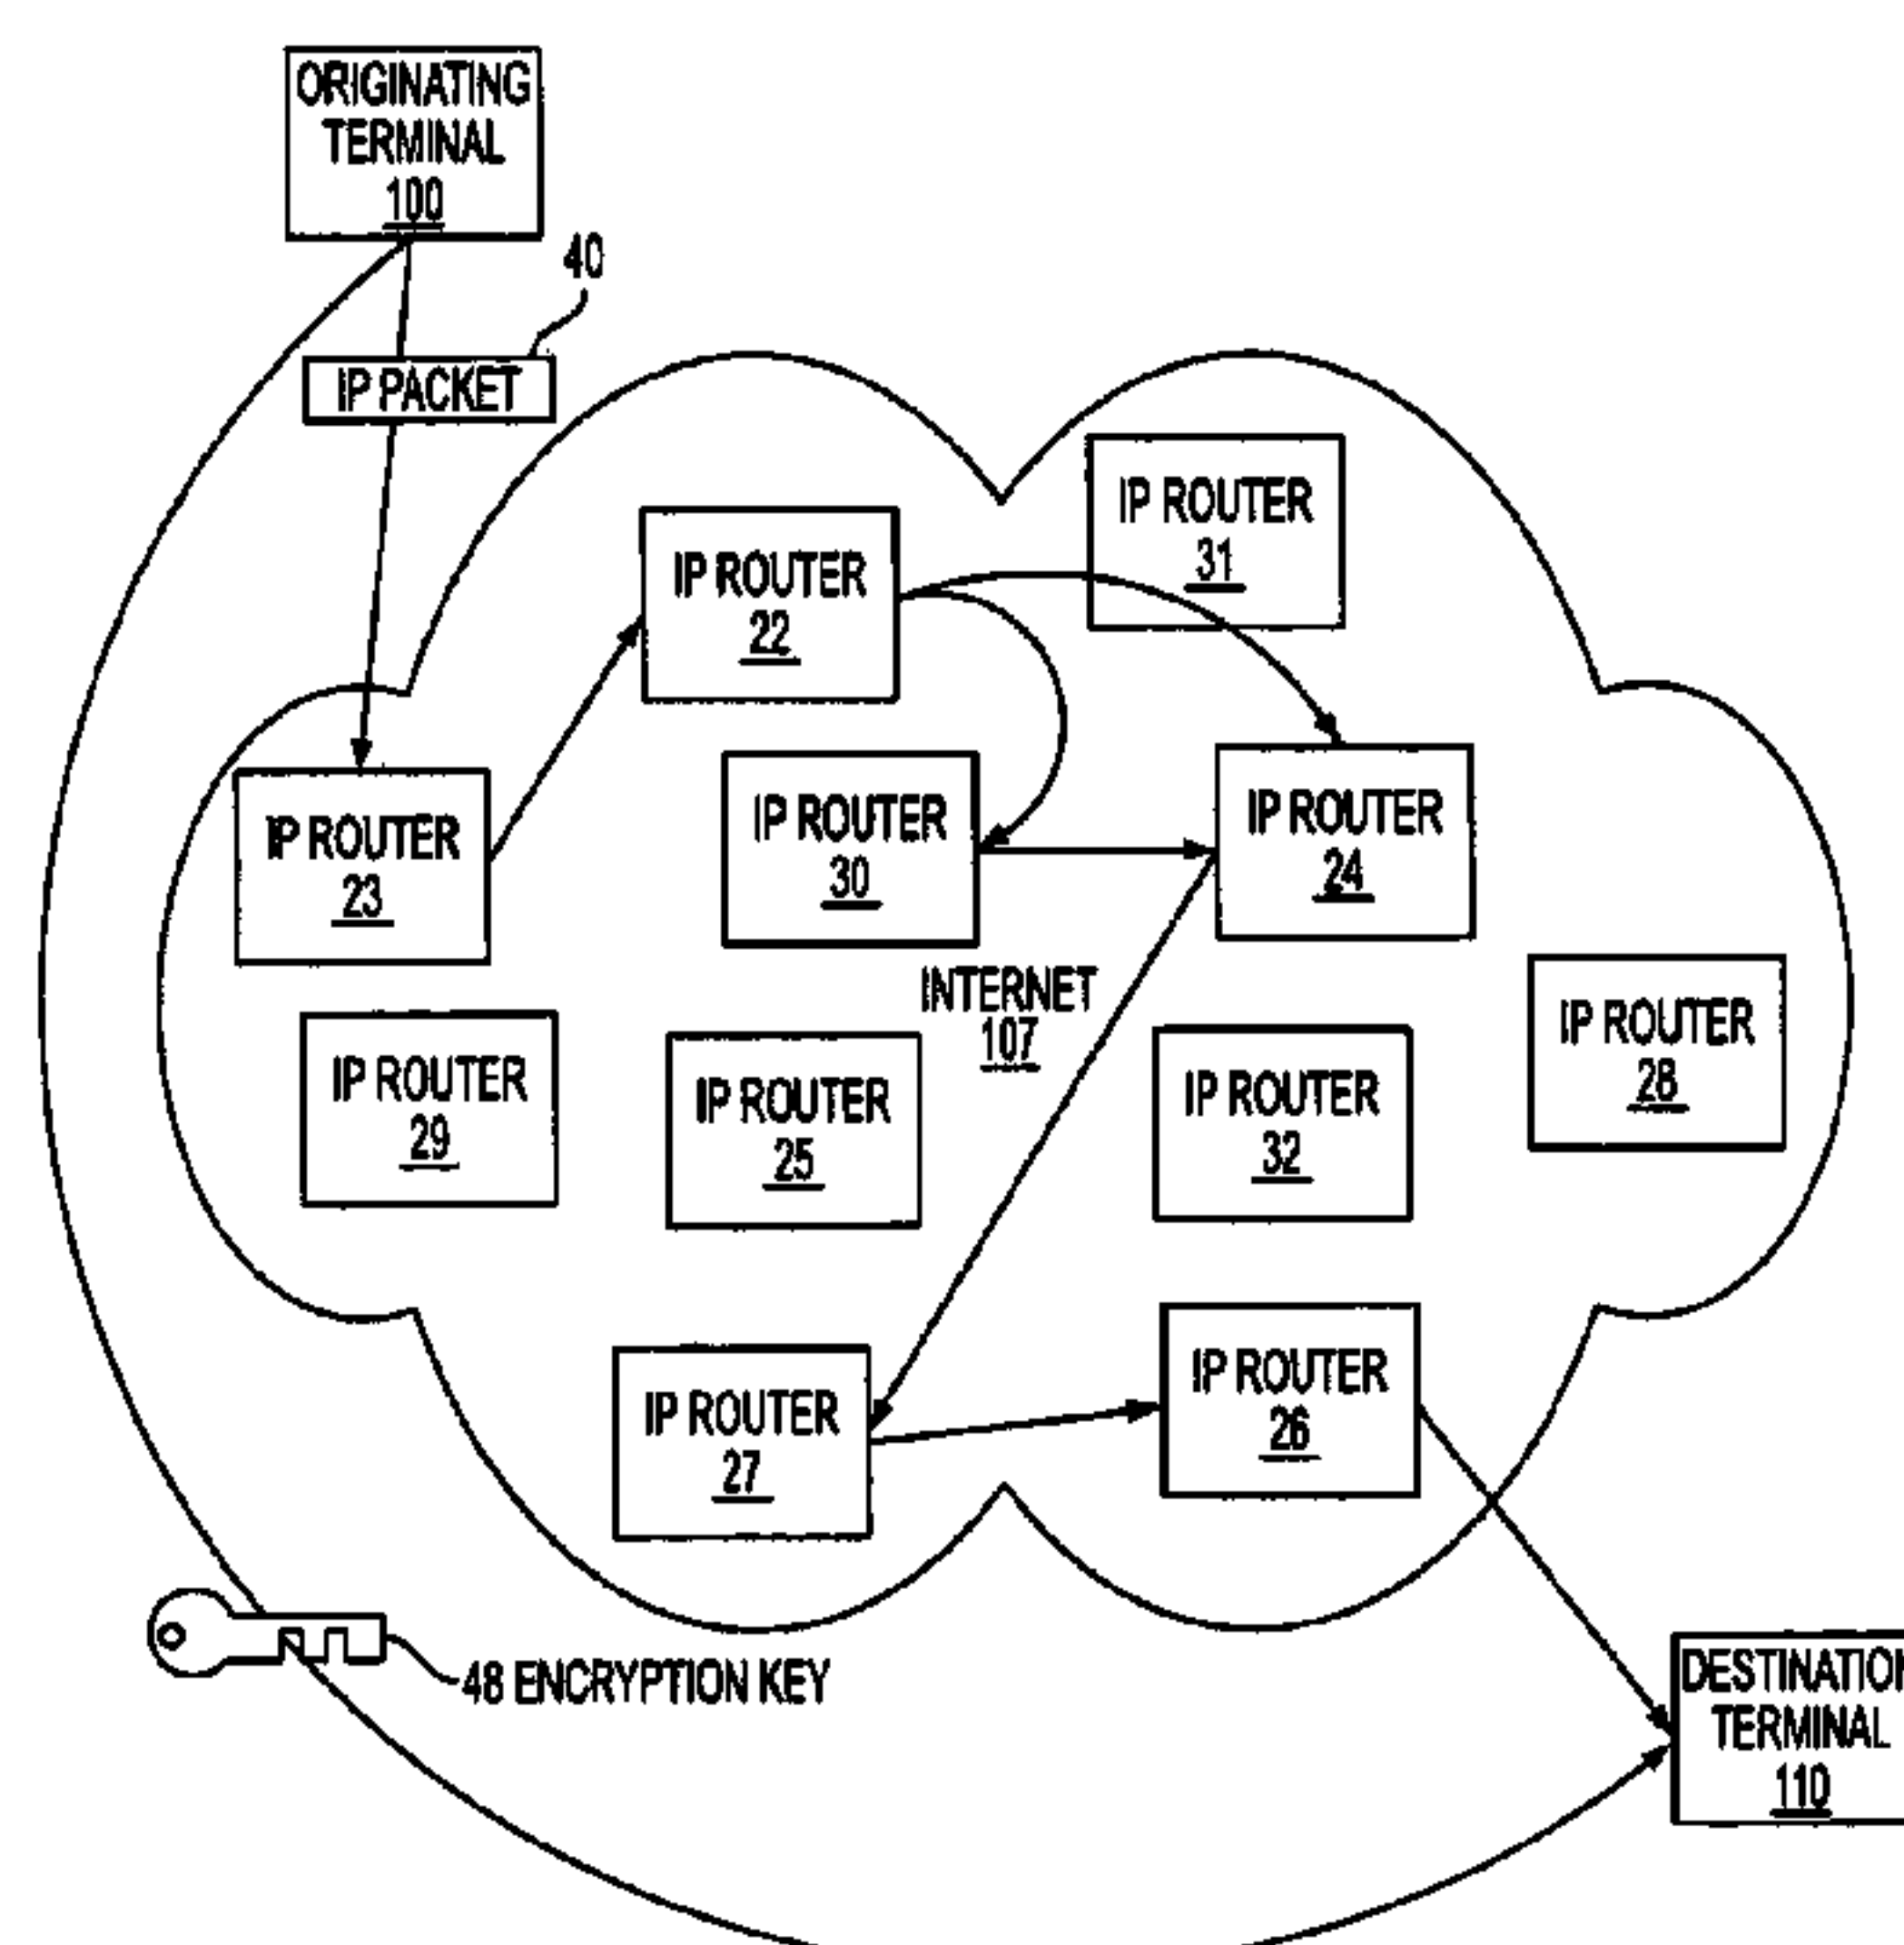 ORIGINATING
TERMINAL
100
40
IP PACKET
IP ROUTER
31
IP ROUTER
22
IP ROUTER
23
IP ROUTER
30
IP ROUTER
24
INTERNET
107
IP ROUTER
28
IP ROUTER
29
IP ROUTER
25
IP ROUTER
32
IP ROUTER
27
IP ROUTER
26
48 ENCRYPTION KEY
DESTINATION
TERMINAL
110